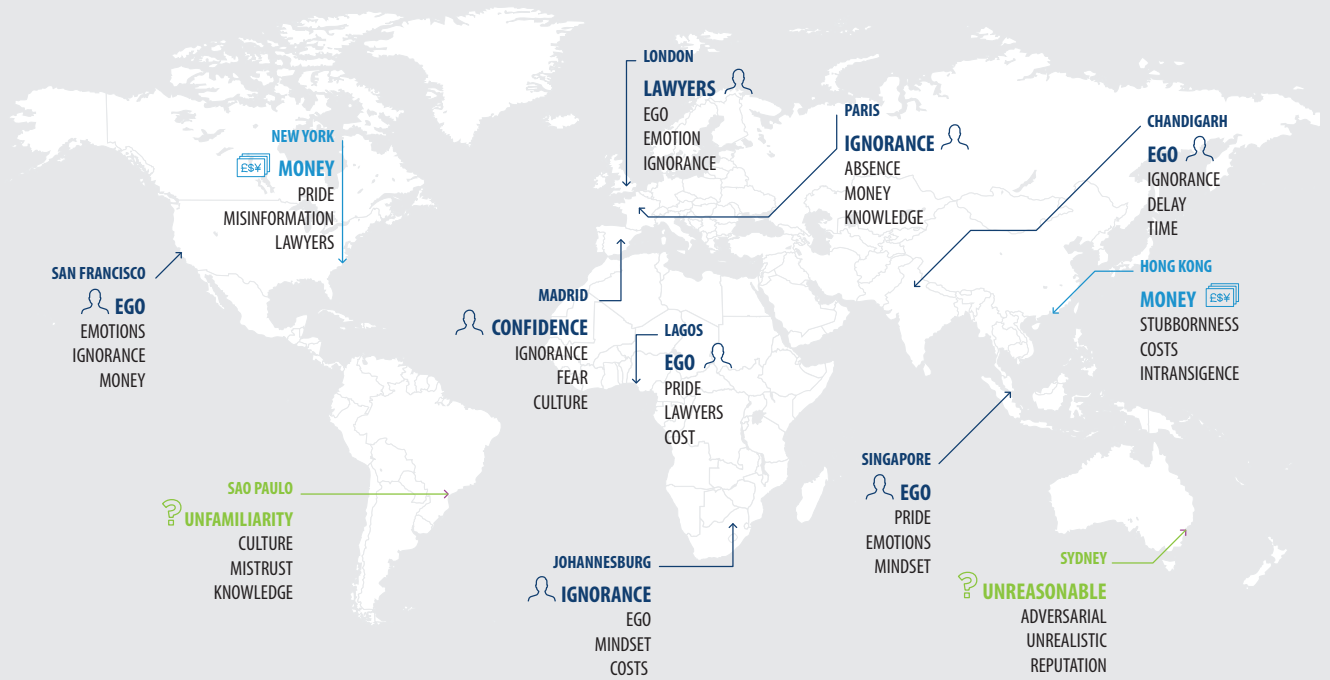 LONDON
LAWYERS
EGO
EMOTION
IGNORANCE
PARIS
IGNORANCE
ABSENCE
MONEY
KNOWLEDGE
CHANDIGARH
EGO
IGNORANCE
DELAY
TIME
NEW YORK
£$¥ MONEY
PRIDE
MISINFORMATION
LAWYERS
SAN FRANCISCO
EGO
EMOTIONS
IGNORANCE
MONEY
MADRID
CONFIDENCE
IGNORANCE
FEAR
CULTURE
LAGOS
EGO
PRIDE
LAWYERS
COST
HONG KONG
MONEY £$¥
STUBBORNNESS
COSTS
INTRANSIGENCE
SINGAPORE
EGO
PRIDE
EMOTIONS
MINDSET
SAO PAULO
? UNFAMILIARITY
CULTURE
MISTRUST
KNOWLEDGE
JOHANNESBURG
IGNORANCE
EGO
MINDSET
COSTS
SYDNEY
? UNREASONABLE
ADVERSARIAL
UNREALISTIC
REPUTATION